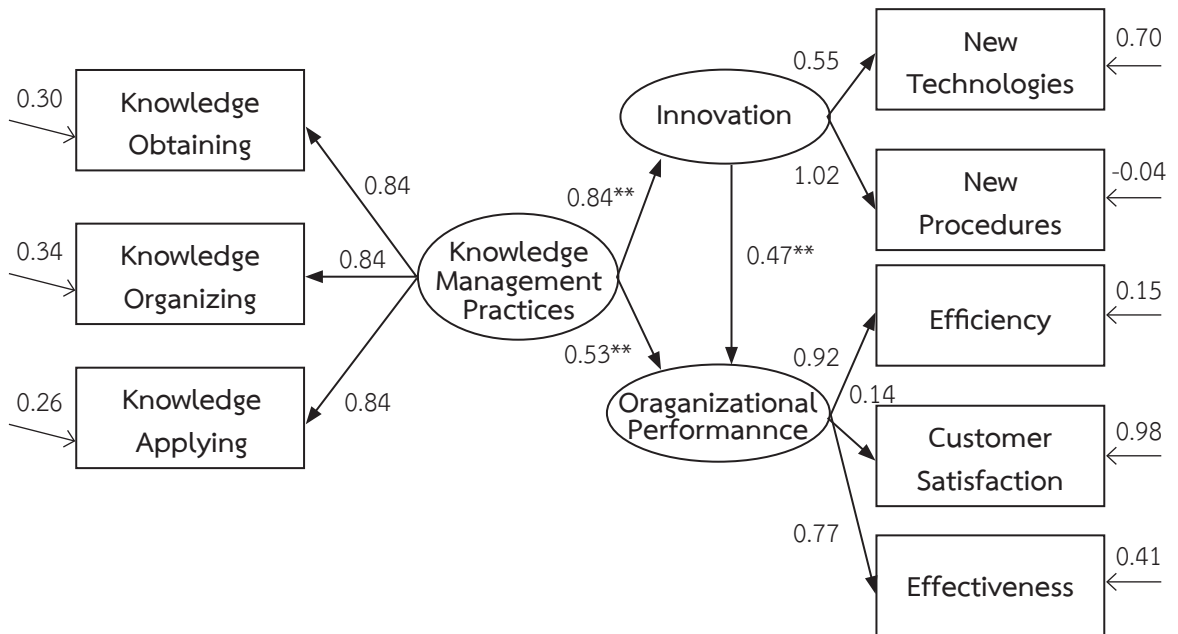 0.30
Knowledge
Obtaining
0.84
0.34
Knowledge
Organizing
0.84
0.26
Knowledge
Applying
0.84
Knowledge
Management
Practices
0.84**
0.53**
Innovation
0.47**
Oraganizational
Performannce
0.55
New
Technologies
0.70
1.02
New
Procedures
-0.04
0.92
Efficiency
0.15
0.14
Customer
Satisfaction
0.98
0.77
Effectiveness
0.41